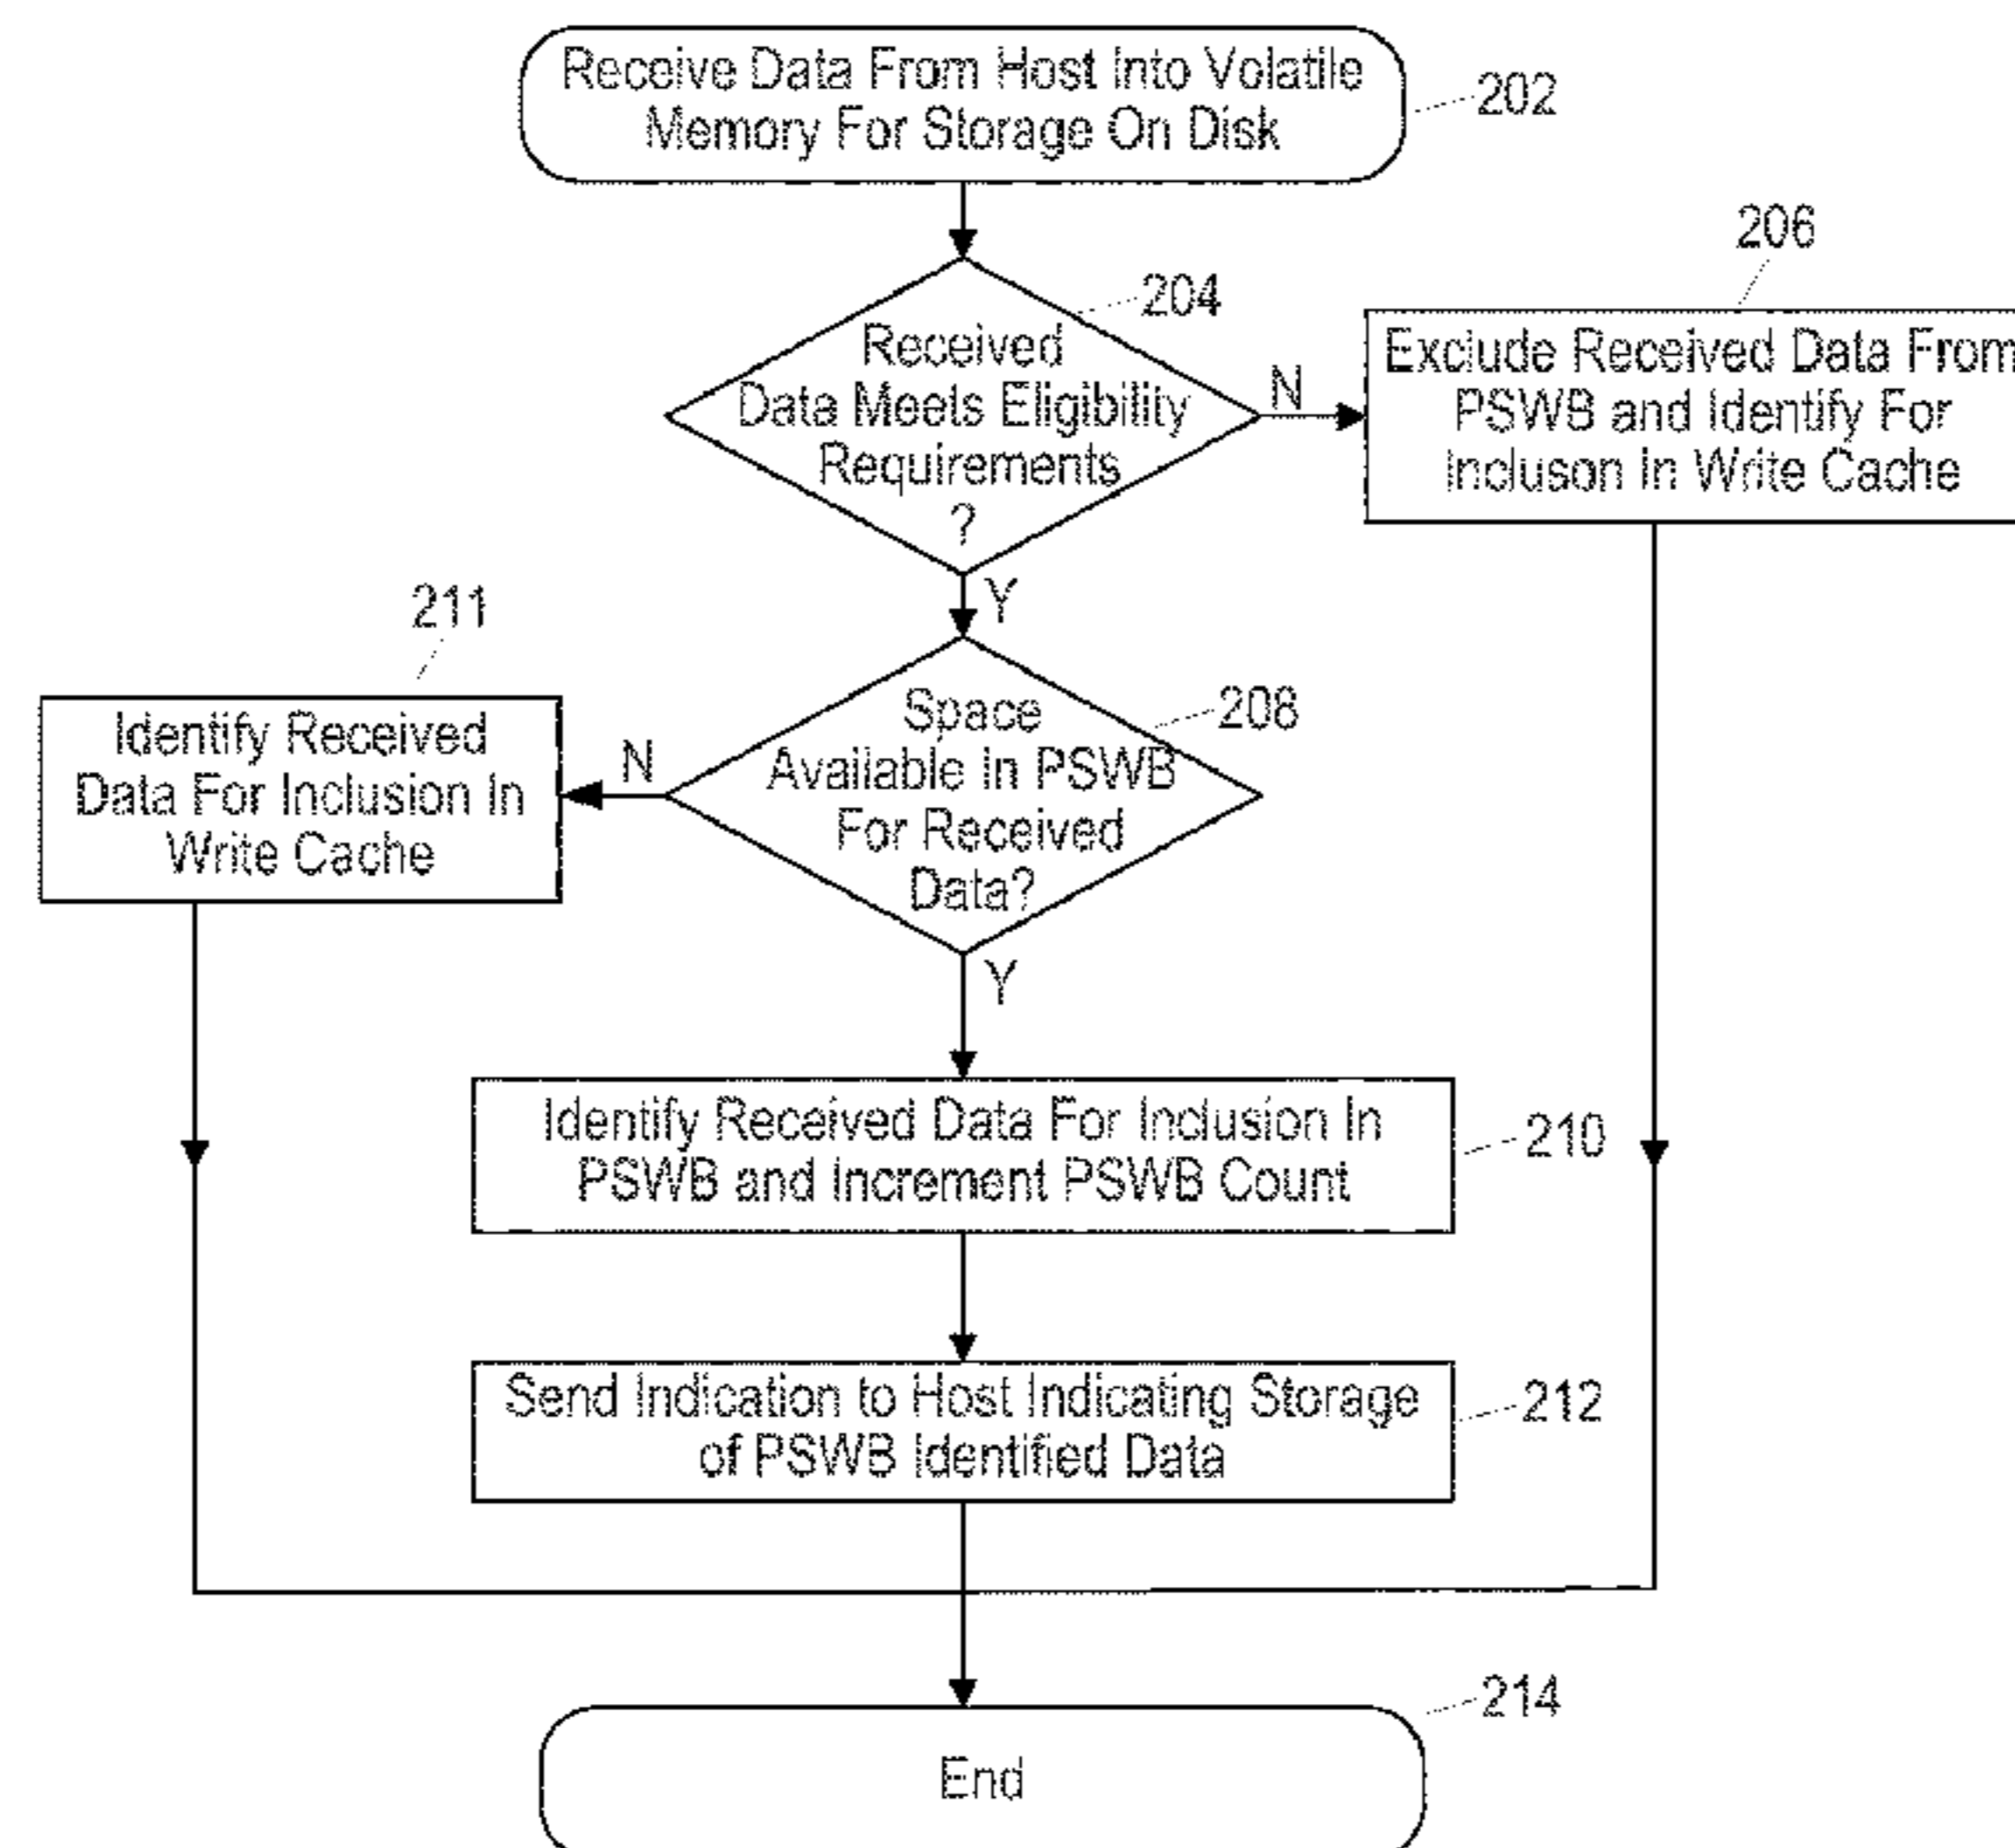 Receive Data From Host Into Volatile
Memory For Storage On Disk
202
206
204
Received
Data Meets Eligibility
Requirements
?
N
Exclude Received Data From
PSWB and Identify For
Incluson In Write Cache
Y
211
208
Space
Available In PSWB
For Received
Data?
N
Identify Received
Data For Inclusion In
Write Cache
Y
Identify Received Data For Inclusion In
PSWB and Increment PSWB Count
210
Send Indication to Host Indicating Storage
of PSWB Identified Data
212
214
End